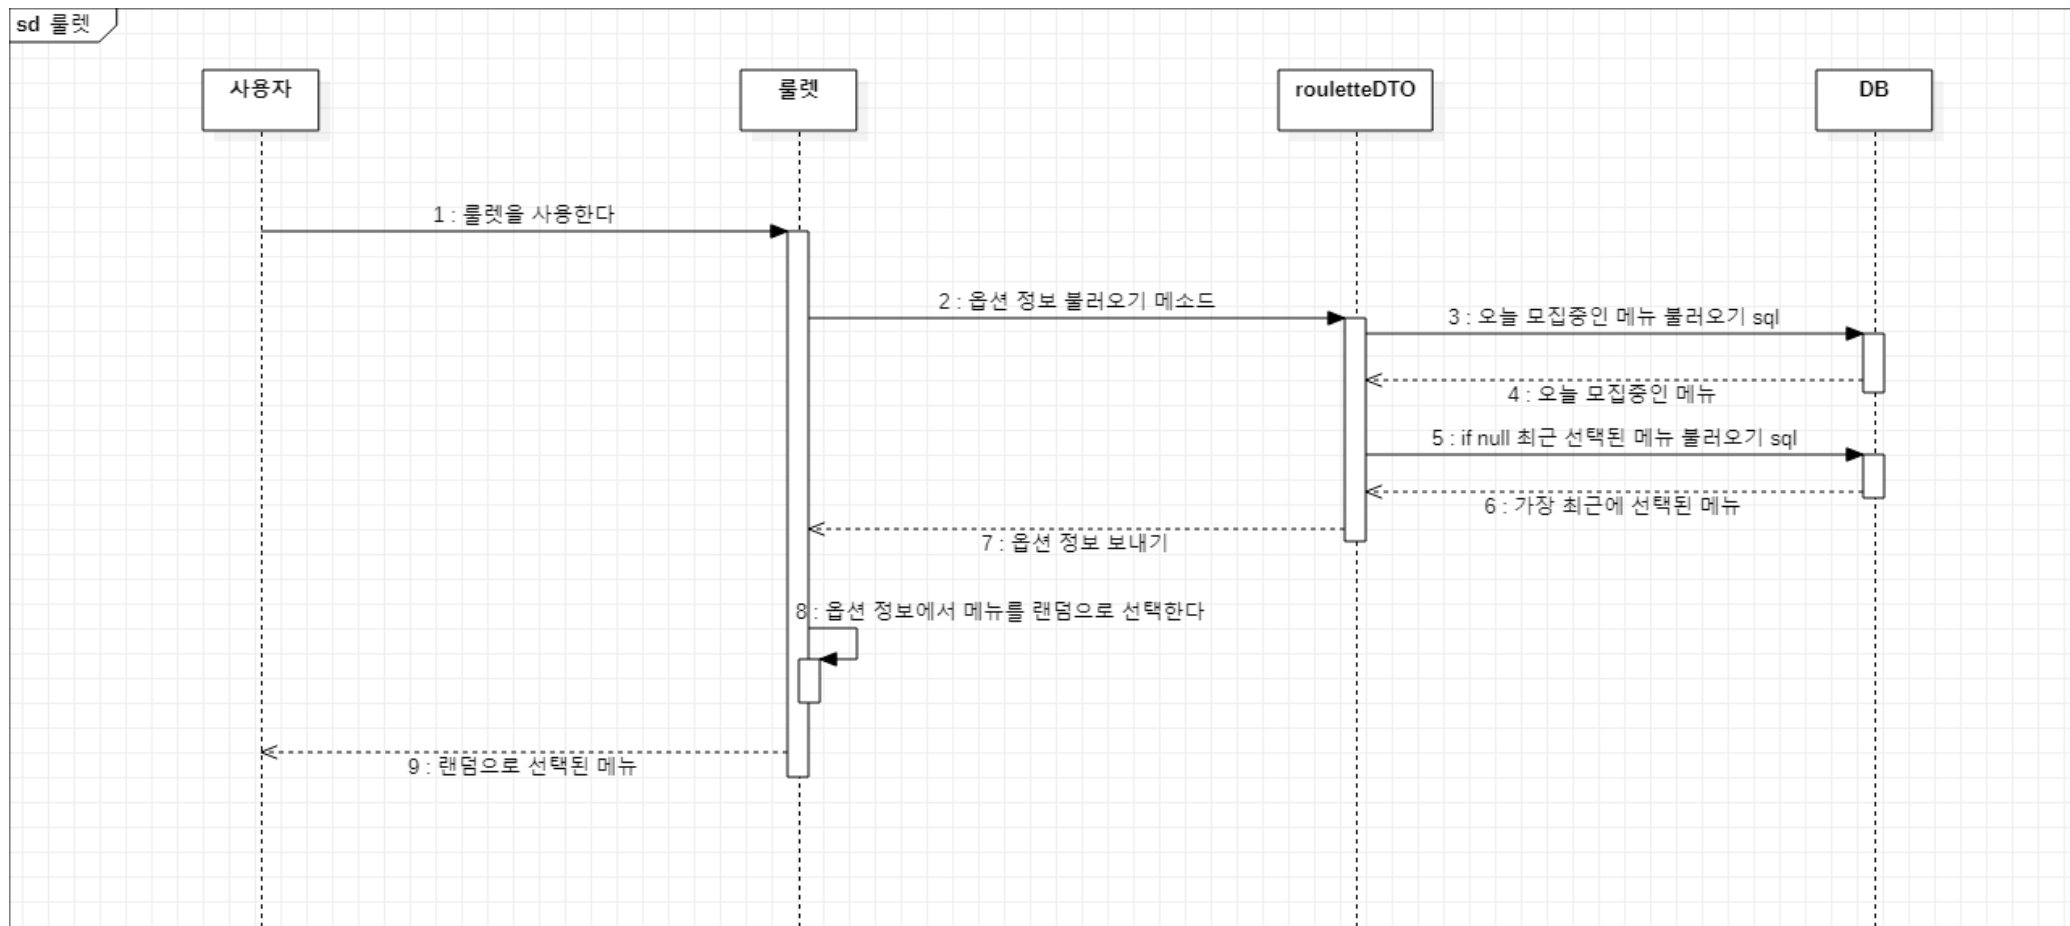 sd 룰렛
사용자
룰렛
rouletteDTO
DB
1 : 룰렛을 사용한다
2 : 옵션 정보 불러오기 메소드
3 : 오늘 모집중인 메뉴 불러오기 sql
4 : 오늘 모집중인 메뉴
5 : if null 최근 선택된 메뉴 불러오기 sql
6 : 가장 최근에 선택된 메뉴
7 : 옵션 정보 보내기
8 : 옵션 정보에서 메뉴를 랜덤으로 선택한다
9 : 랜덤으로 선택된 메뉴